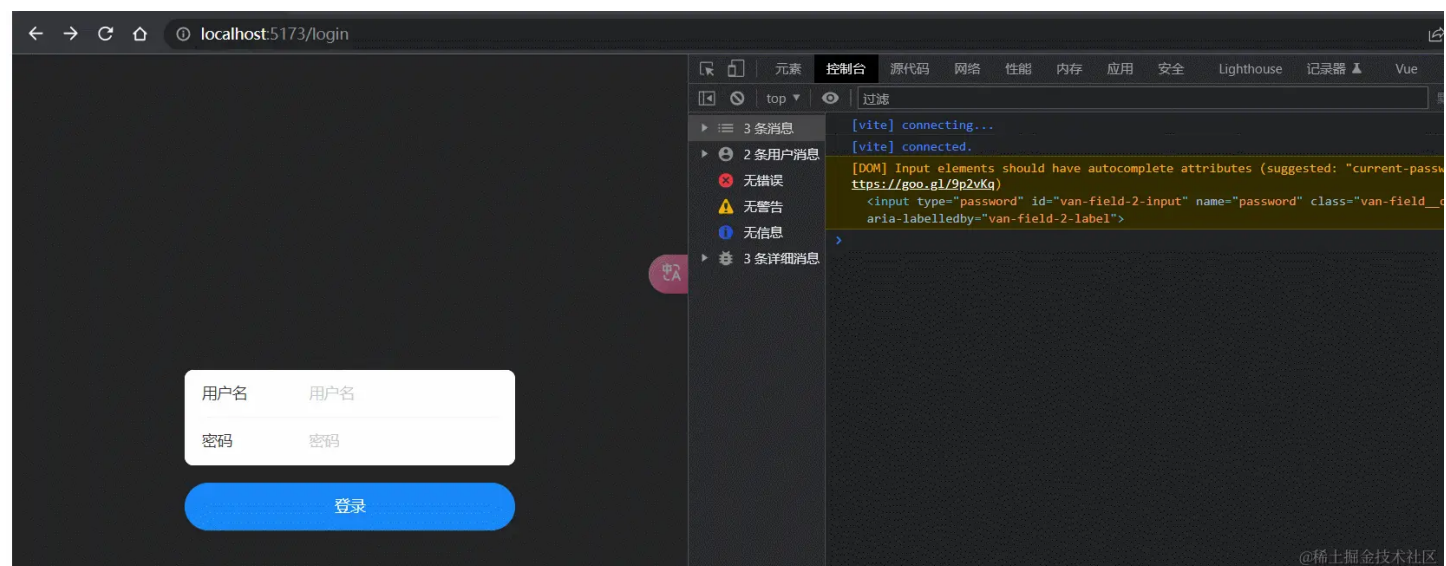 localhost:5173/login
元素 控制台 源代码 网络 性能 内存 应用 安全 Lighthouse 记录器 Vue
top 过滤
3 条消息
2 条用户消息
无错误
无警告
无信息
3 条详细消息
[vite] connecting...
[vite] connected.
[DOM] Input elements should have autocomplete attributes (suggested: "current-passw
ttps://goo.gl/9p2vKq)
<input type="password" id="van-field-2-input" name="password" class="van-field__c
aria-labelledby="van-field-2-label">
用户名 用户名
密码 密码
登录
@稀土掘金技术社区